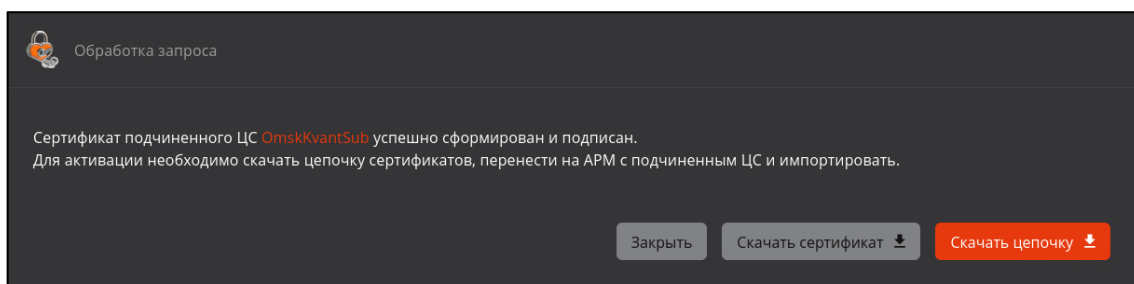 Обработка запроса
Сертификат подчиненного ЦС OmskKvantSub успешно сформирован и подписан.
Для активации необходимо скачать цепочку сертификатов, перенести на АРМ с подчиненным ЦС и импортировать.
Закрыть Скачать сертификат Скачать цепочку